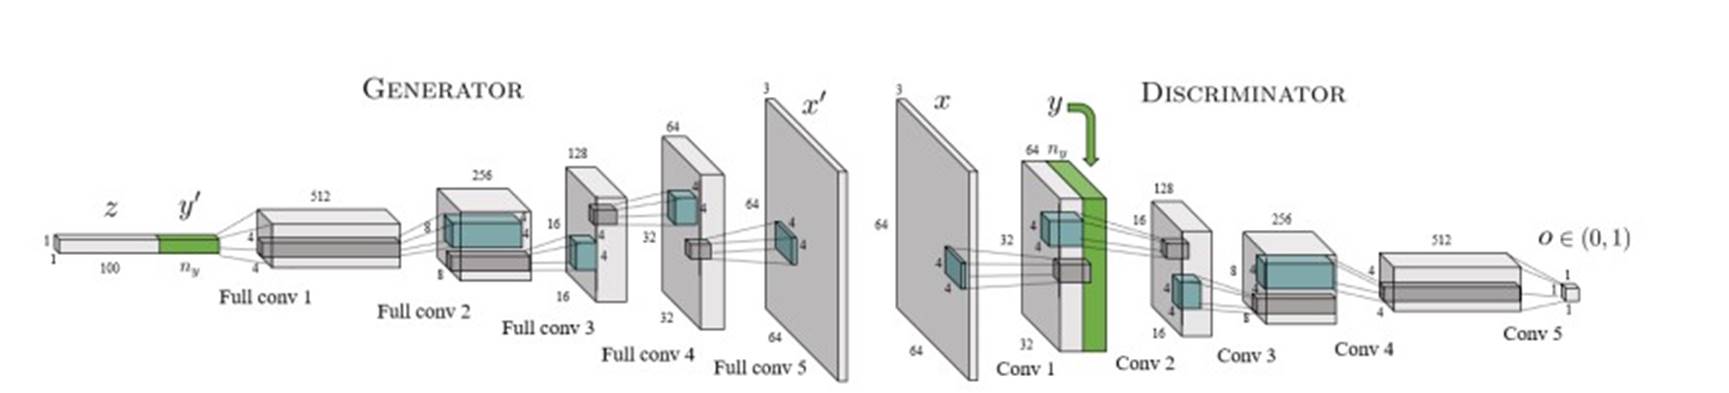 GENERATOR
DISCRIMINATOR
z
y′
1
1
100
n_y
512
4
4
Full conv 1
256
8
8
4
4
Full conv 2
128
16
16
4
4
Full conv 3
64
32
32
4
4
Full conv 4
3
x′
64
64
4
4
Full conv 5
3
x
64
64
4
4
y
64 n_y
32
32
4
4
Conv 1
128
16
16
4
4
Conv 2
256
8
8
4
4
Conv 3
512
4
4
Conv 4
o ∈ (0,1)
1
1
1
Conv 5